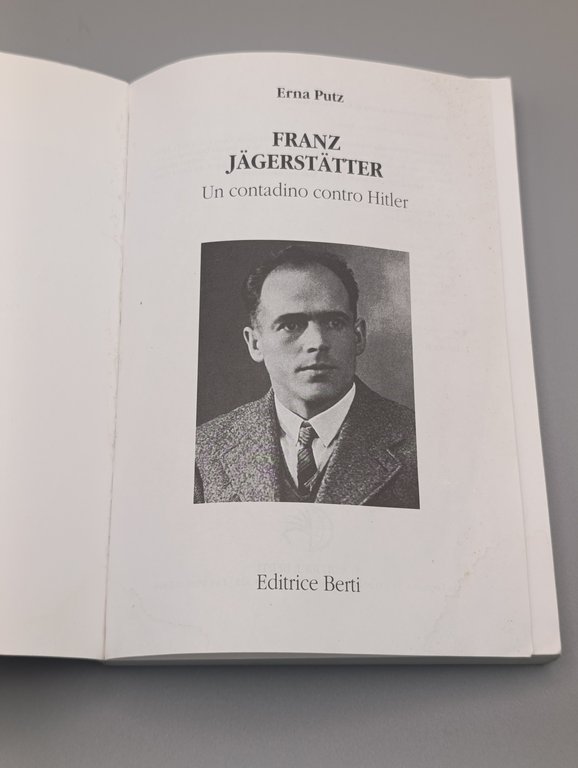 Erna Putz
FRANZ
JÄGERSTÄTTER
Un contadino contro Hitler
Editrice Berti